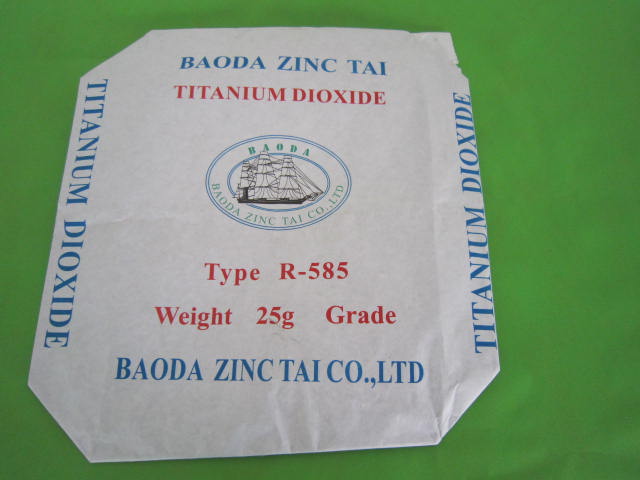 BAODA ZINC TAI
TITANIUM DIOXIDE
TITANIUM DIOXIDE
TITANIUM DIOXIDE
BAODA
BAODA ZINC TAI CO.,LTD
Type R-585
Weight 25g Grade
BAODA ZINC TAI CO.,LTD